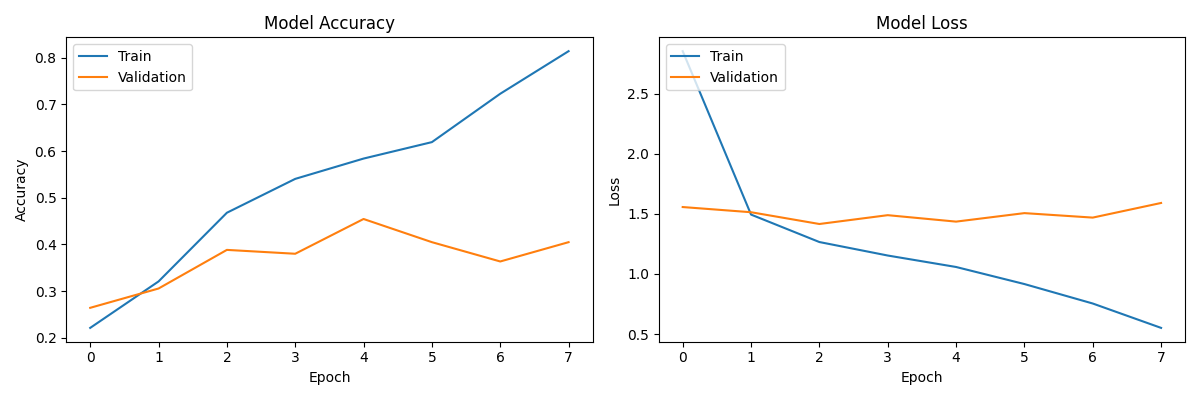 Model Accuracy
Train
Validation
0.8
0.7
0.6
0.5
0.4
0.3
0.2
Accuracy
0 1 2 3 4 5 6 7
Epoch
Model Loss
Train
Validation
2.5
2.0
1.5
1.0
0.5
Loss
0 1 2 3 4 5 6 7
Epoch